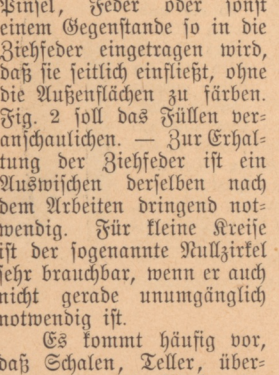 Pinſel, Feder oder ſonſt
einem Gegenſtande ſo in die
Ziehfeder eingetragen wird,
daß ſie ſeitlich einfließt, ohne
die Außenflächen zu färben.
Fig. 2 ſoll das Füllen ver⸗
anſchaulichen. — Zur Erhal⸗
tung der Ziehfeder iſt ein
Auswiſchen derſelben nach
dem Arbeiten dringend not⸗
wendig. Für kleine Kreiſe
iſt der ſogenannte Nullzirkel
ſehr brauchbar, wenn er auch
nicht gerade unumgänglich
notwendig iſt.
Es kommt häufig vor,
daß Schalen, Teller, über⸗